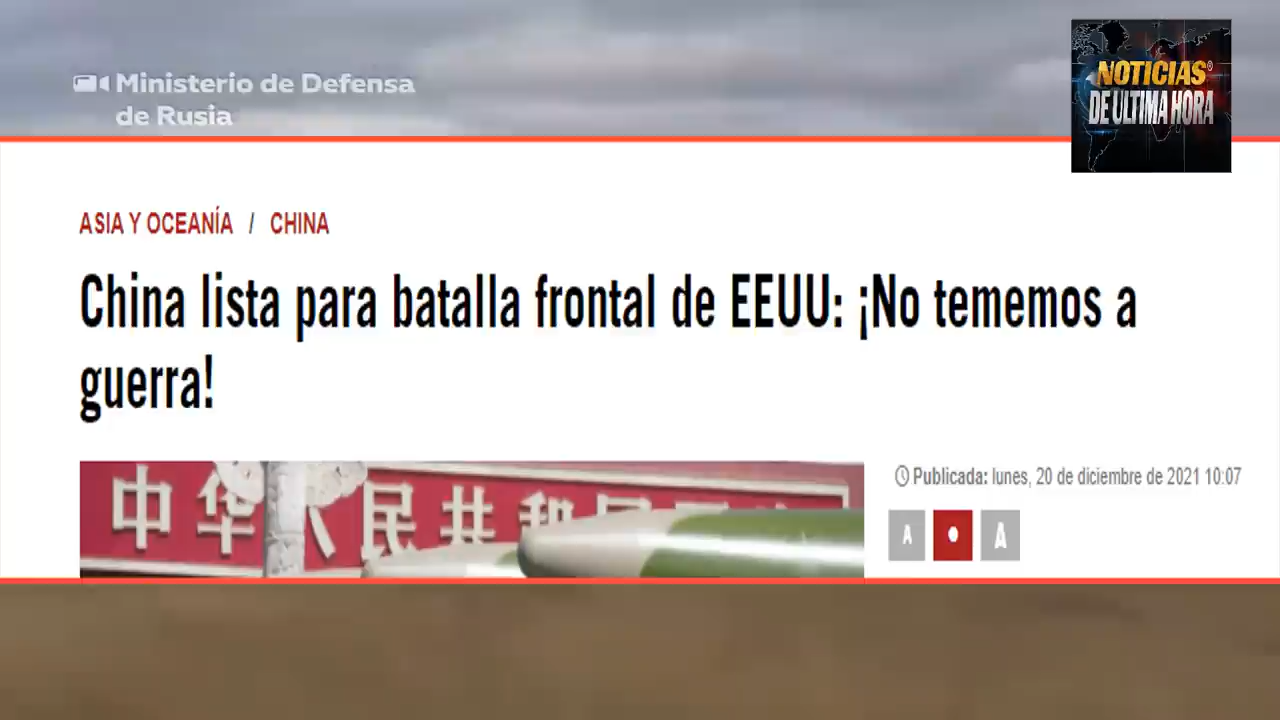 Ministerio de Defensa
de Rusia
NOTICIAS®
DE ULTIMA HORA
ASIA Y OCEANÍA / CHINA
China lista para batalla frontal de EEUU: ¡No tememos a
guerra!
Publicada: lunes, 20 de diciembre de 2021 10:07
A A
中华人民共和国